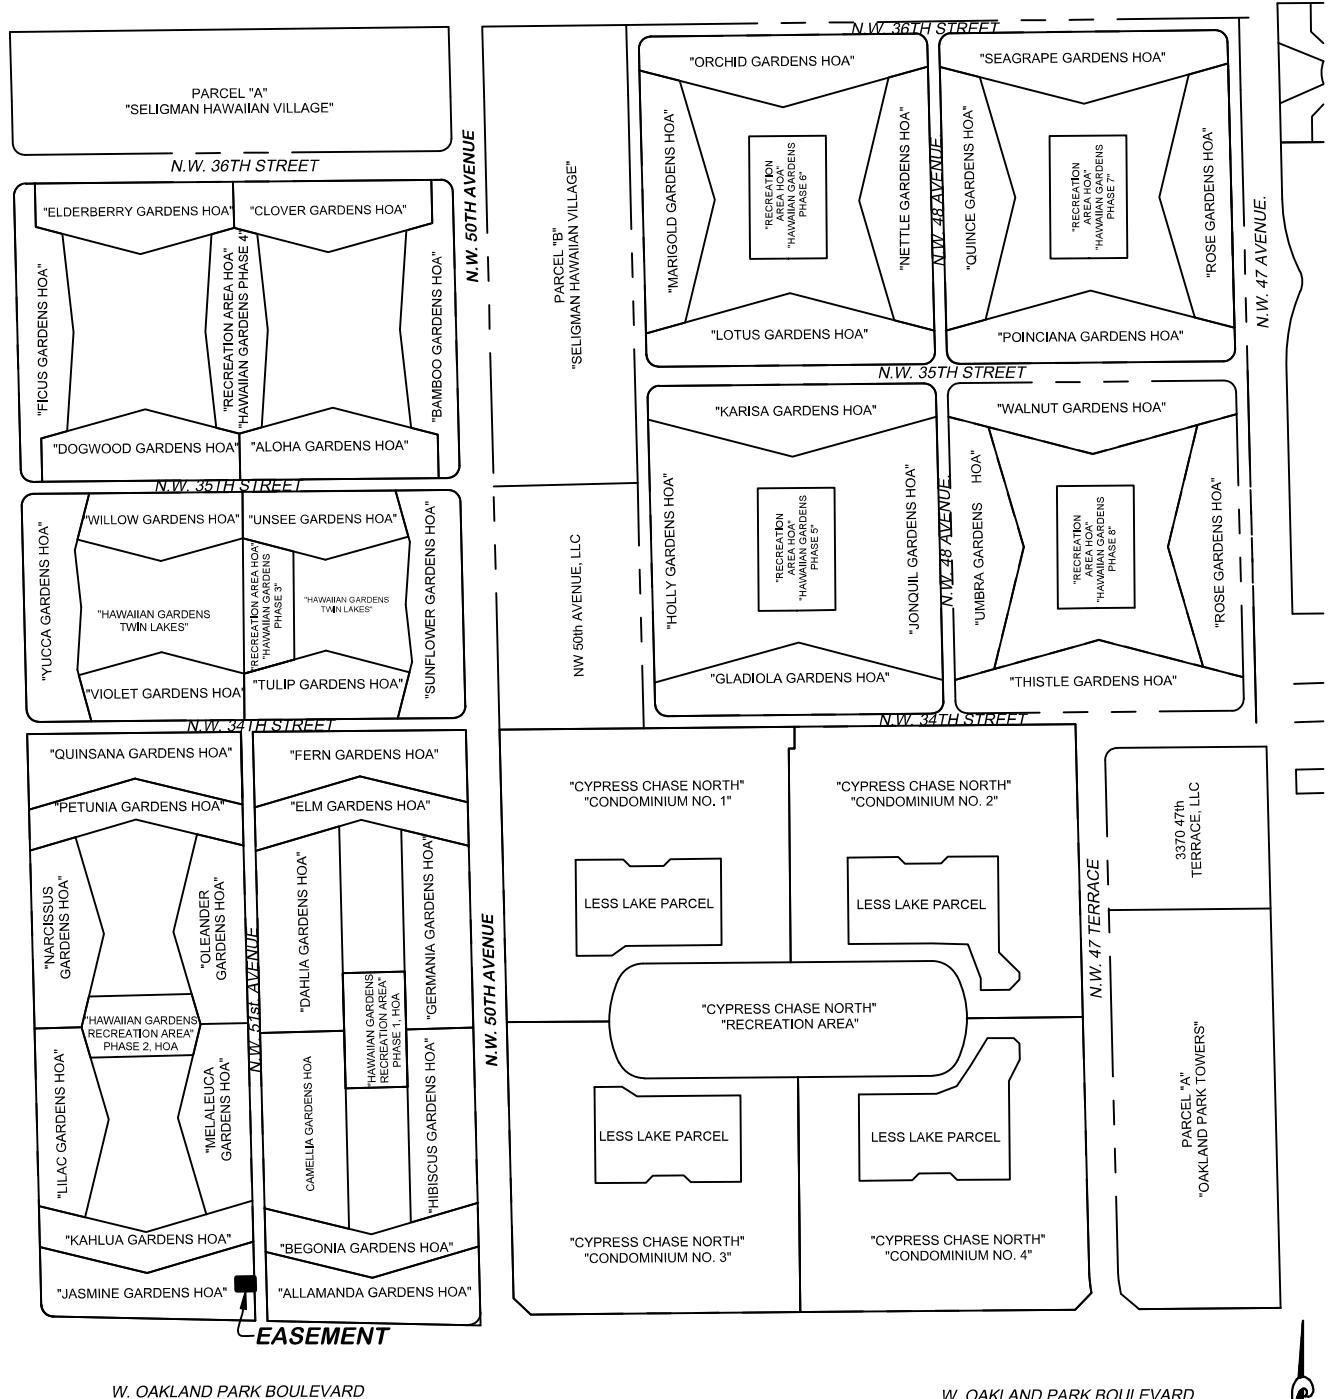 N.W. 36TH STREET
PARCEL "A"
"SELIGMAN HAWAIIAN VILLAGE"
N.W. 36TH STREET
N.W. 50TH AVENUE
"ELDERBERRY GARDENS HOA"
"CLOVER GARDENS HOA"
"FICUS GARDENS HOA"
"RECREATION AREA HOA"
"HAWAIIAN GARDENS PHASE 4"
"BAMBOO GARDENS HOA"
"DOGWOOD GARDENS HOA"
"ALOHA GARDENS HOA"
N.W. 35TH STREET
"WILLOW GARDENS HOA"
"UNSEE GARDENS HOA"
"YUCCA GARDENS HOA"
"HAWAIIAN GARDENS
TWIN LAKES"
"RECREATION AREA HOA"
"HAWAIIAN GARDENS
PHASE 3"
"HAWAIIAN GARDENS
TWIN LAKES"
"SUNFLOWER GARDENS HOA"
"VIOLET GARDENS HOA"
"TULIP GARDENS HOA"
N.W. 34TH STREET
PARCEL "B"
"SELIGMAN HAWAIIAN VILLAGE"
NW 50th AVENUE, LLC
"ORCHID GARDENS HOA"
"MARIGOLD GARDENS HOA"
"RECREATION
AREA HOA"
"HAWAIIAN GARDENS
PHASE 6"
"NETTLE GARDENS HOA"
"LOTUS GARDENS HOA"
N.W. 48 AVENUE.
"SEAGRAPE GARDENS HOA"
"QUINCE GARDENS HOA"
"RECREATION
AREA HOA"
"HAWAIIAN GARDENS
PHASE 7"
"ROSE GARDENS HOA"
"POINCIANA GARDENS HOA"
N.W. 47 AVENUE.
N.W. 35TH STREET
"KARISA GARDENS HOA"
"HOLLY GARDENS HOA"
"RECREATION
AREA HOA"
"HAWAIIAN GARDENS
PHASE 5"
"JONQUIL GARDENS HOA"
"GLADIOLA GARDENS HOA"
N.W. 48 AVENUE.
"WALNUT GARDENS HOA"
"UMBRA GARDENS HOA"
"RECREATION
AREA HOA"
"HAWAIIAN GARDENS
PHASE 8"
"ROSE GARDENS HOA"
"THISTLE GARDENS HOA"
N.W. 34TH STREET
"QUINSANA GARDENS HOA"
"PETUNIA GARDENS HOA"
"NARCISSUS
GARDENS HOA"
"OLEANDER
GARDENS HOA"
"HAWAIIAN GARDENS
RECREATION AREA"
PHASE 2, HOA
"LILAC GARDENS HOA"
"MELALEUCA
GARDENS HOA"
"KAHLUA GARDENS HOA"
"JASMINE GARDENS HOA"
N.W. 51st. AVENUE
"FERN GARDENS HOA"
"ELM GARDENS HOA"
"DAHLIA GARDENS HOA"
"GERMANIA GARDENS HOA"
"HAWAIIAN GARDENS
RECREATION AREA"
PHASE 1, HOA
CAMELLIA GARDENS HOA
"HIBISCUS GARDENS HOA"
"BEGONIA GARDENS HOA"
"ALLAMANDA GARDENS HOA"
EASEMENT
N.W. 50TH AVENUE
"CYPRESS CHASE NORTH"
"CONDOMINIUM NO. 1"
"CYPRESS CHASE NORTH"
"CONDOMINIUM NO. 2"
LESS LAKE PARCEL
LESS LAKE PARCEL
"CYPRESS CHASE NORTH"
"RECREATION AREA"
LESS LAKE PARCEL
LESS LAKE PARCEL
"CYPRESS CHASE NORTH"
"CONDOMINIUM NO. 3"
"CYPRESS CHASE NORTH"
"CONDOMINIUM NO. 4"
N.W. 47 TERRACE
3370 47th
TERRACE, LLC
PARCEL "A"
"OAKLAND PARK TOWERS"
W. OAKLAND PARK BOULEVARD
W. OAKLAND PARK BOULEVARD